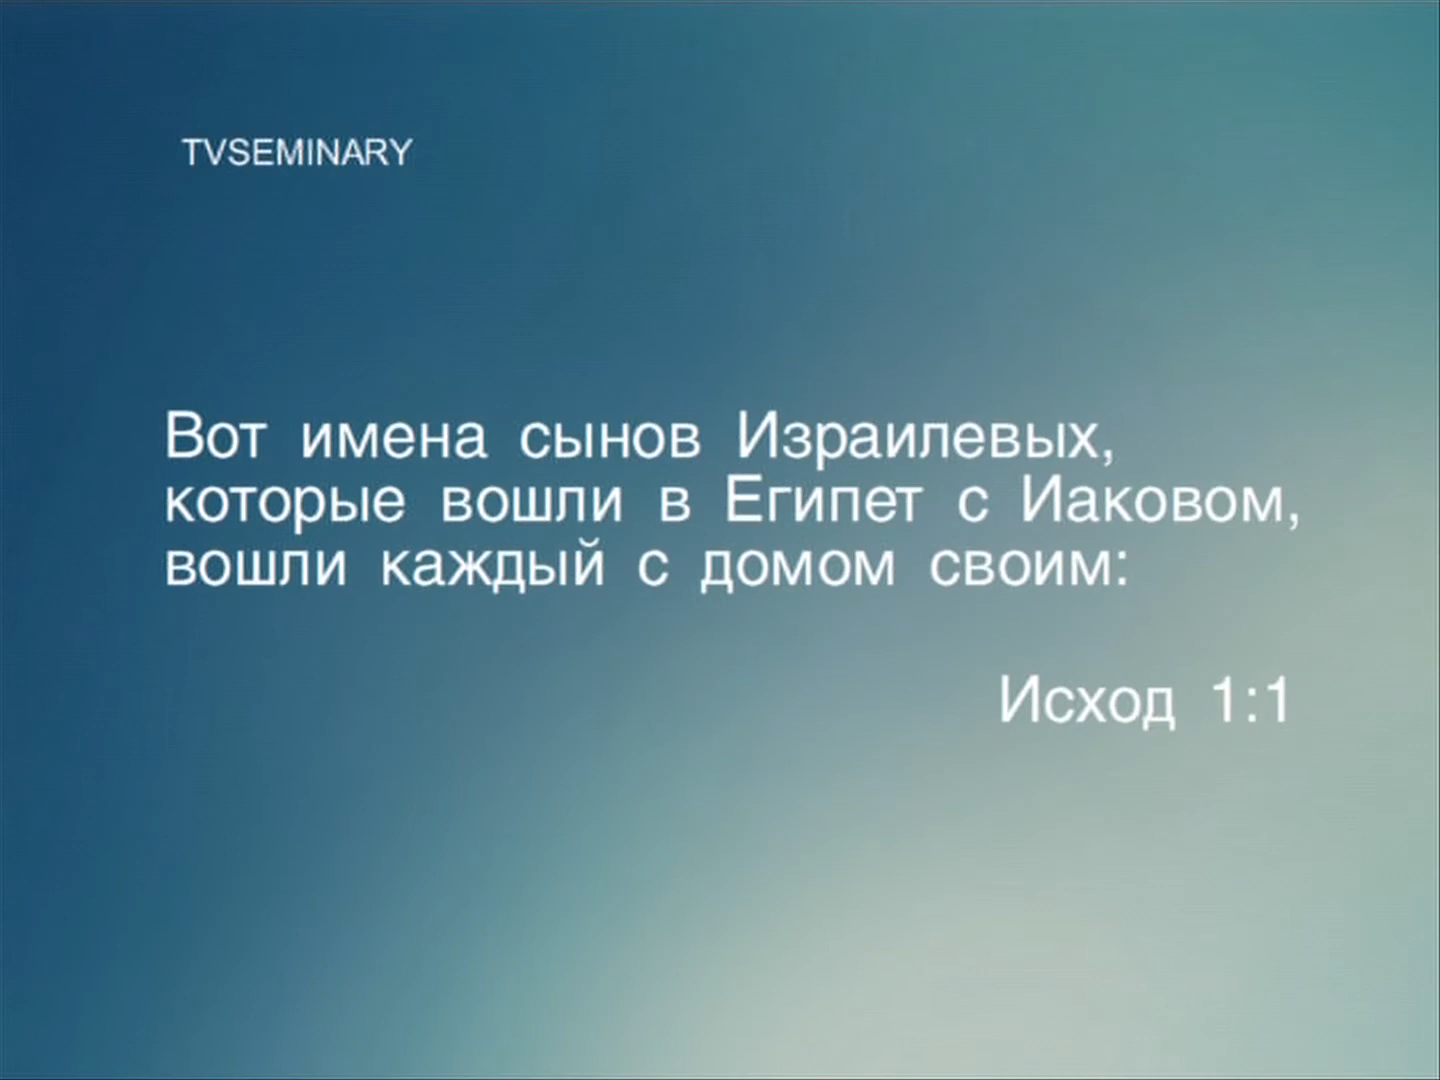 TVSEMINARY
Вот имена сынов Израилевых,
которые вошли в Египет с Иаковом,
вошли каждый с домом своим:
Исход 1:1